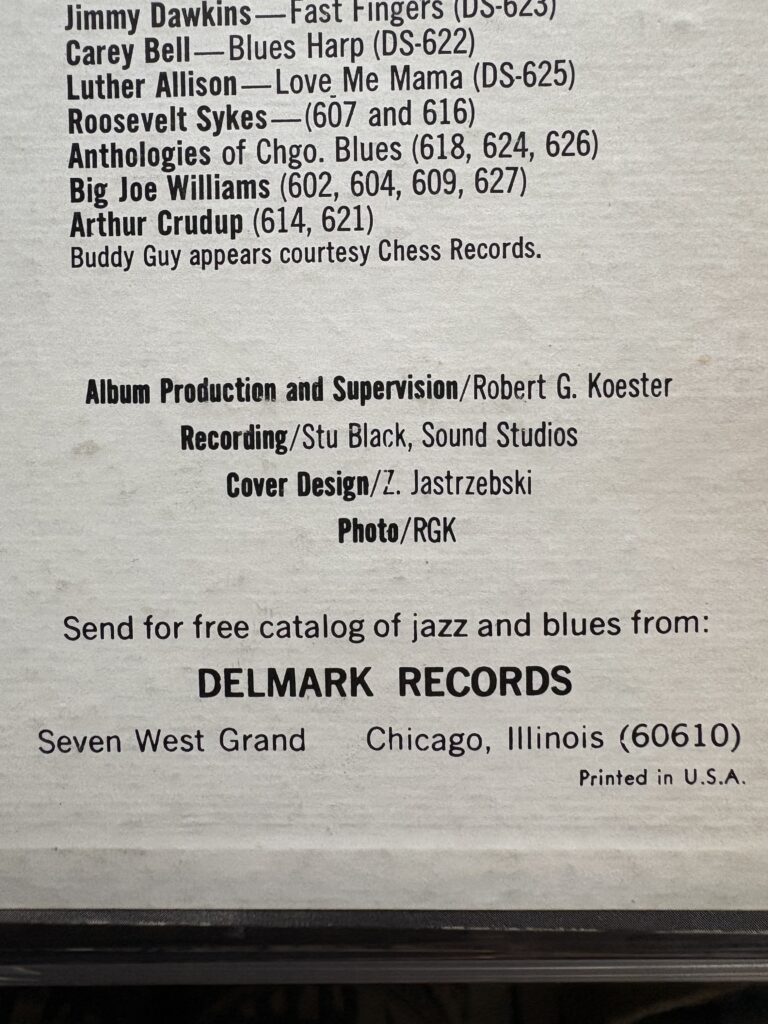 Jimmy Dawkins—Fast Fingers (DS-623)
Carey Bell—Blues Harp (DS-622)
Luther Allison—Love Me Mama (DS-625)
Roosevelt Sykes—(607 and 616)
Anthologies of Chgo. Blues (618, 624, 626)
Big Joe Williams (602, 604, 609, 627)
Arthur Crudup (614, 621)
Buddy Guy appears courtesy Chess Records.
Album Production and Supervision/Robert G. Koester
Recording/Stu Black, Sound Studios
Cover Design/Z. Jastrzebski
Photo/RGK
Send for free catalog of jazz and blues from:
DELMARK RECORDS
Seven West Grand Chicago, Illinois (60610)
Printed in U.S.A.